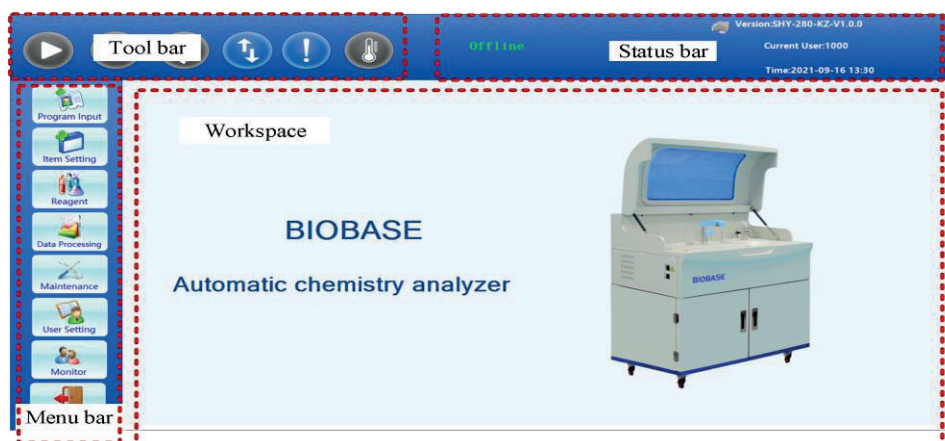 Tool bar
Offline
Status bar
Version:SHY-280-KZ-V1.0.0
Current User:1000
Time:2021-09-16 13:30
Program Input
Item Setting
Reagent
Data Processing
Maintenance
User Setting
Monitor
Menu bar
Workspace
BIOBASE
Automatic chemistry analyzer
BIOBASE